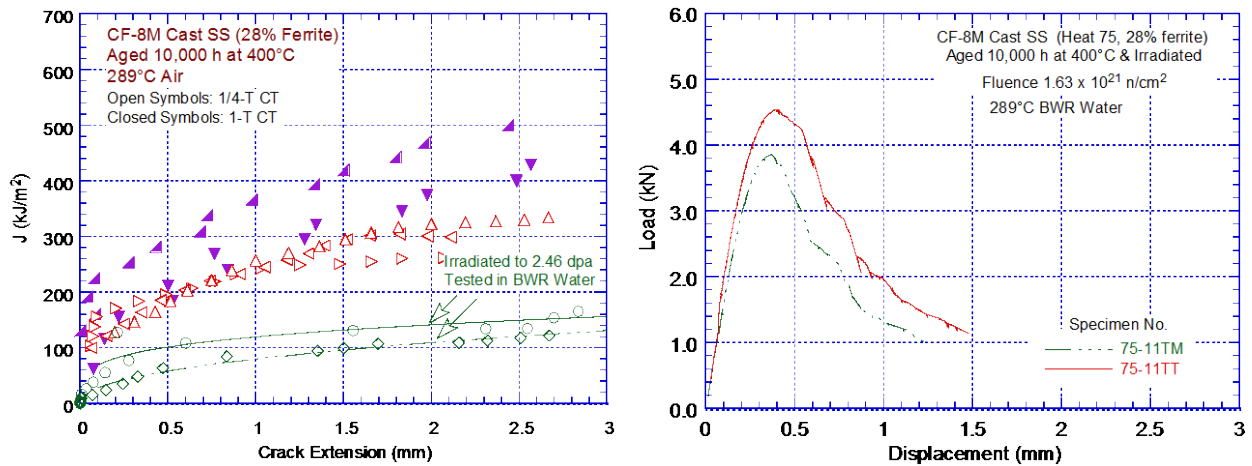 CF-8M Cast SS (28% Ferrite)
Aged 10,000 h at 400°C
289°C Air
Open Symbols: 1/4-T CT
Closed Symbols: 1-T CT
Irradiated to 2.46 dpa
Tested in BWR Water
J (kJ/m²)
700
600
500
400
300
200
100
0
0
0.5
1
1.5
2
2.5
3
Crack Extension (mm)
CF-8M Cast SS (Heat 75, 28% ferrite)
Aged 10,000 h at 400°C & Irradiated
Fluence 1.63 x 10²¹ n/cm²
289°C BWR Water
Specimen No.
75-11TM
75-11TT
Load (kN)
6.0
5.0
4.0
3.0
2.0
1.0
0.0
0
0.5
1
1.5
2
2.5
3
Displacement (mm)